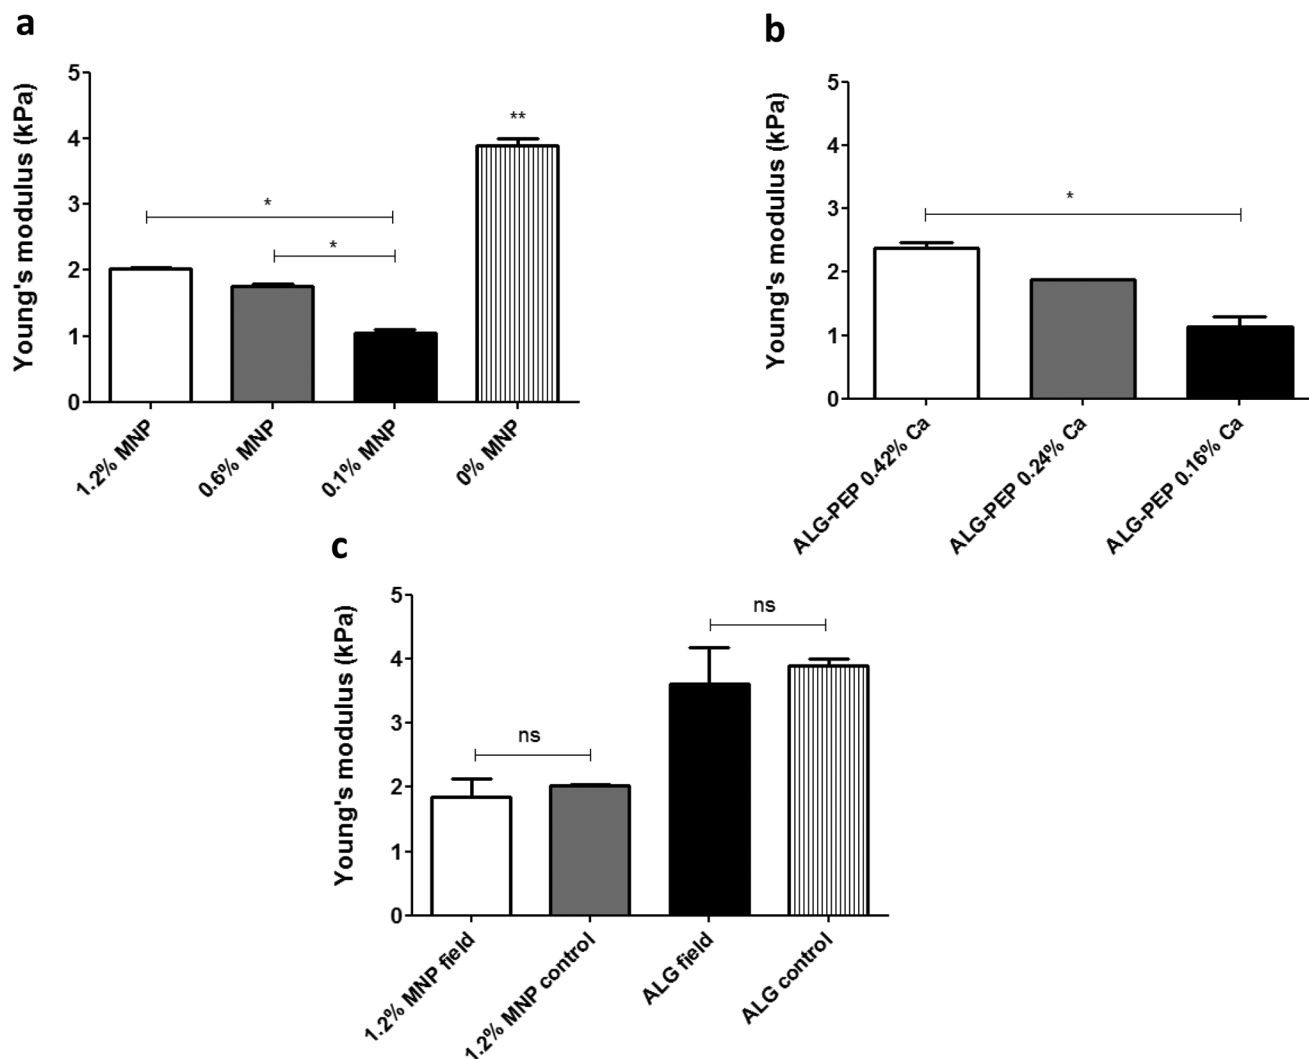 a
Young's modulus (kPa)
5
4
3
2
1
0
**
*
*
1.2% MNP
0.6% MNP
0.1% MNP
0% MNP
b
Young's modulus (kPa)
5
4
3
2
1
0
*
ALG-PEP 0.42% Ca
ALG-PEP 0.24% Ca
ALG-PEP 0.16% Ca
c
Young's modulus (kPa)
5
4
3
2
1
0
ns
ns
1.2% MNP field
1.2% MNP control
ALG field
ALG control